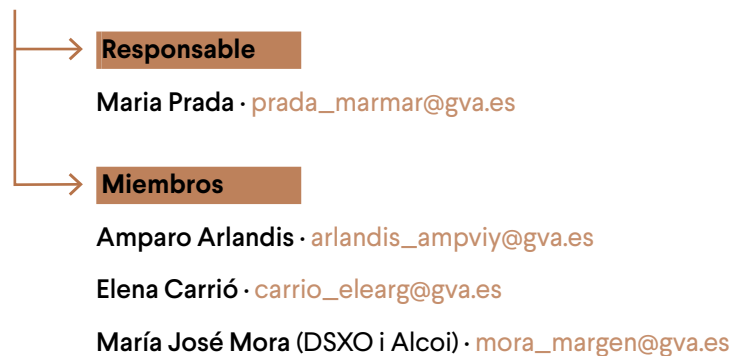 Responsable
Maria Prada · prada_marmar@gva.es
Miembros
Amparo Arlandis · arlandis_ampviy@gva.es
Elena Carrió · carrio_elearg@gva.es
María José Mora (DSXO i Alcoi) · mora_margen@gva.es